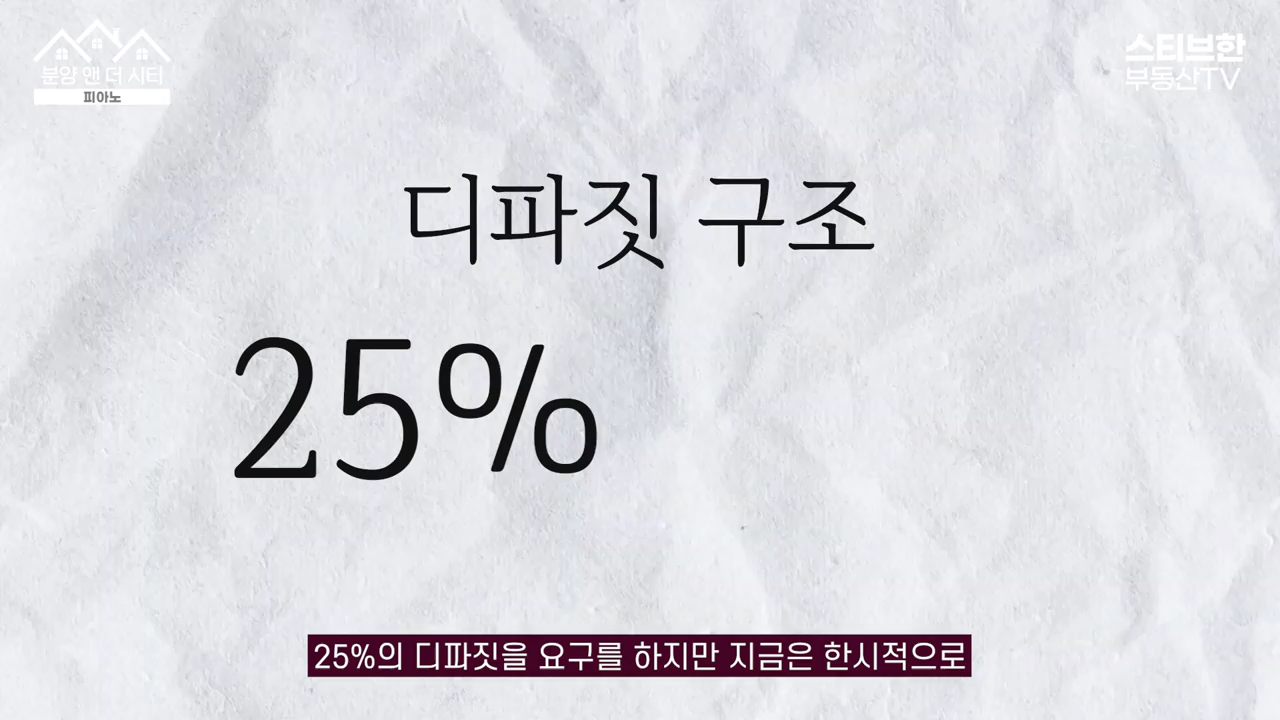 분양 앤 더 시티
피아노
스티브한
부동산TV
디파짓 구조
25%
25%의 디파짓을 요구를 하지만 지금은 한시적으로